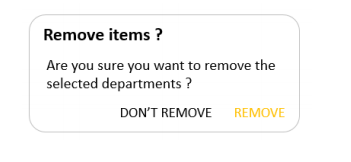 Remove items ?
Are you sure you want to remove the
selected departments ?
DON'T REMOVE REMOVE